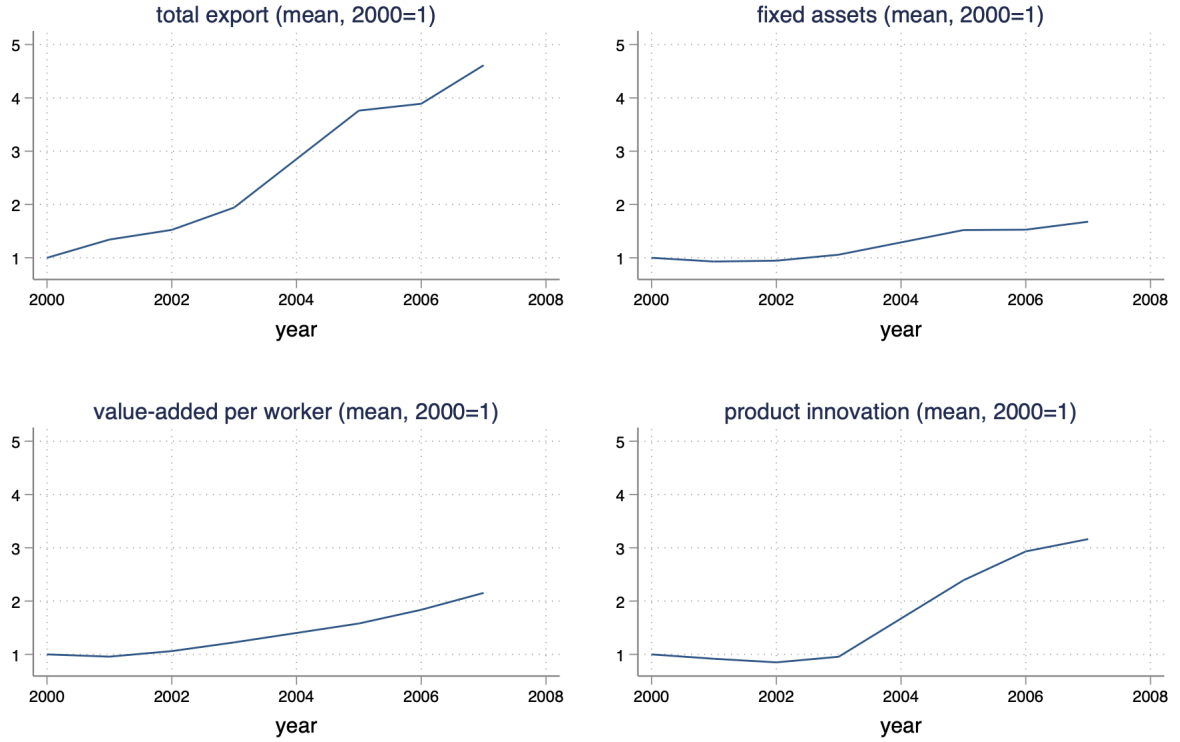 total export (mean, 2000=1)
5
4
3
2
1
2000 2002 2004 2006 2008
year
fixed assets (mean, 2000=1)
5
4
3
2
1
2000 2002 2004 2006 2008
year
value-added per worker (mean, 2000=1)
5
4
3
2
1
2000 2002 2004 2006 2008
year
product innovation (mean, 2000=1)
5
4
3
2
1
2000 2002 2004 2006 2008
year